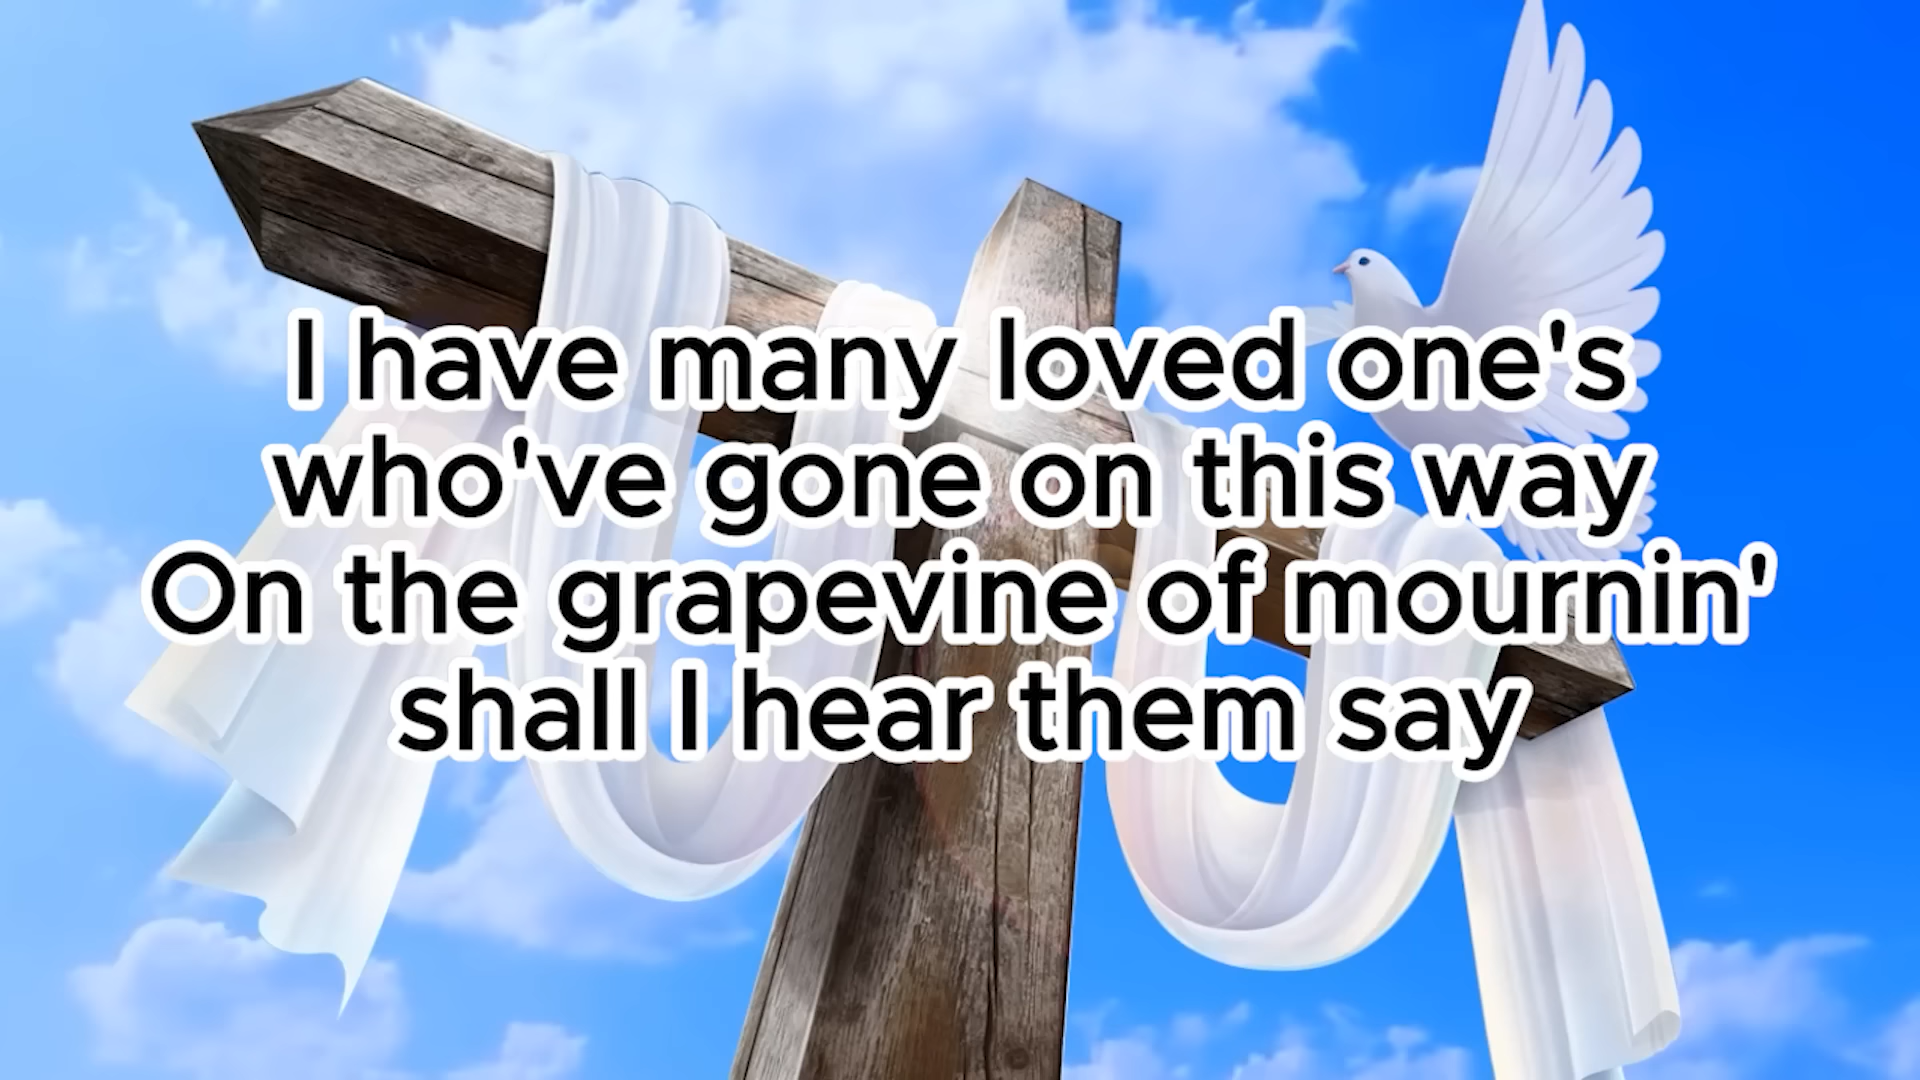 I have many loved one's
who've gone on this way
On the grapevine of mournin'
shall I hear them say